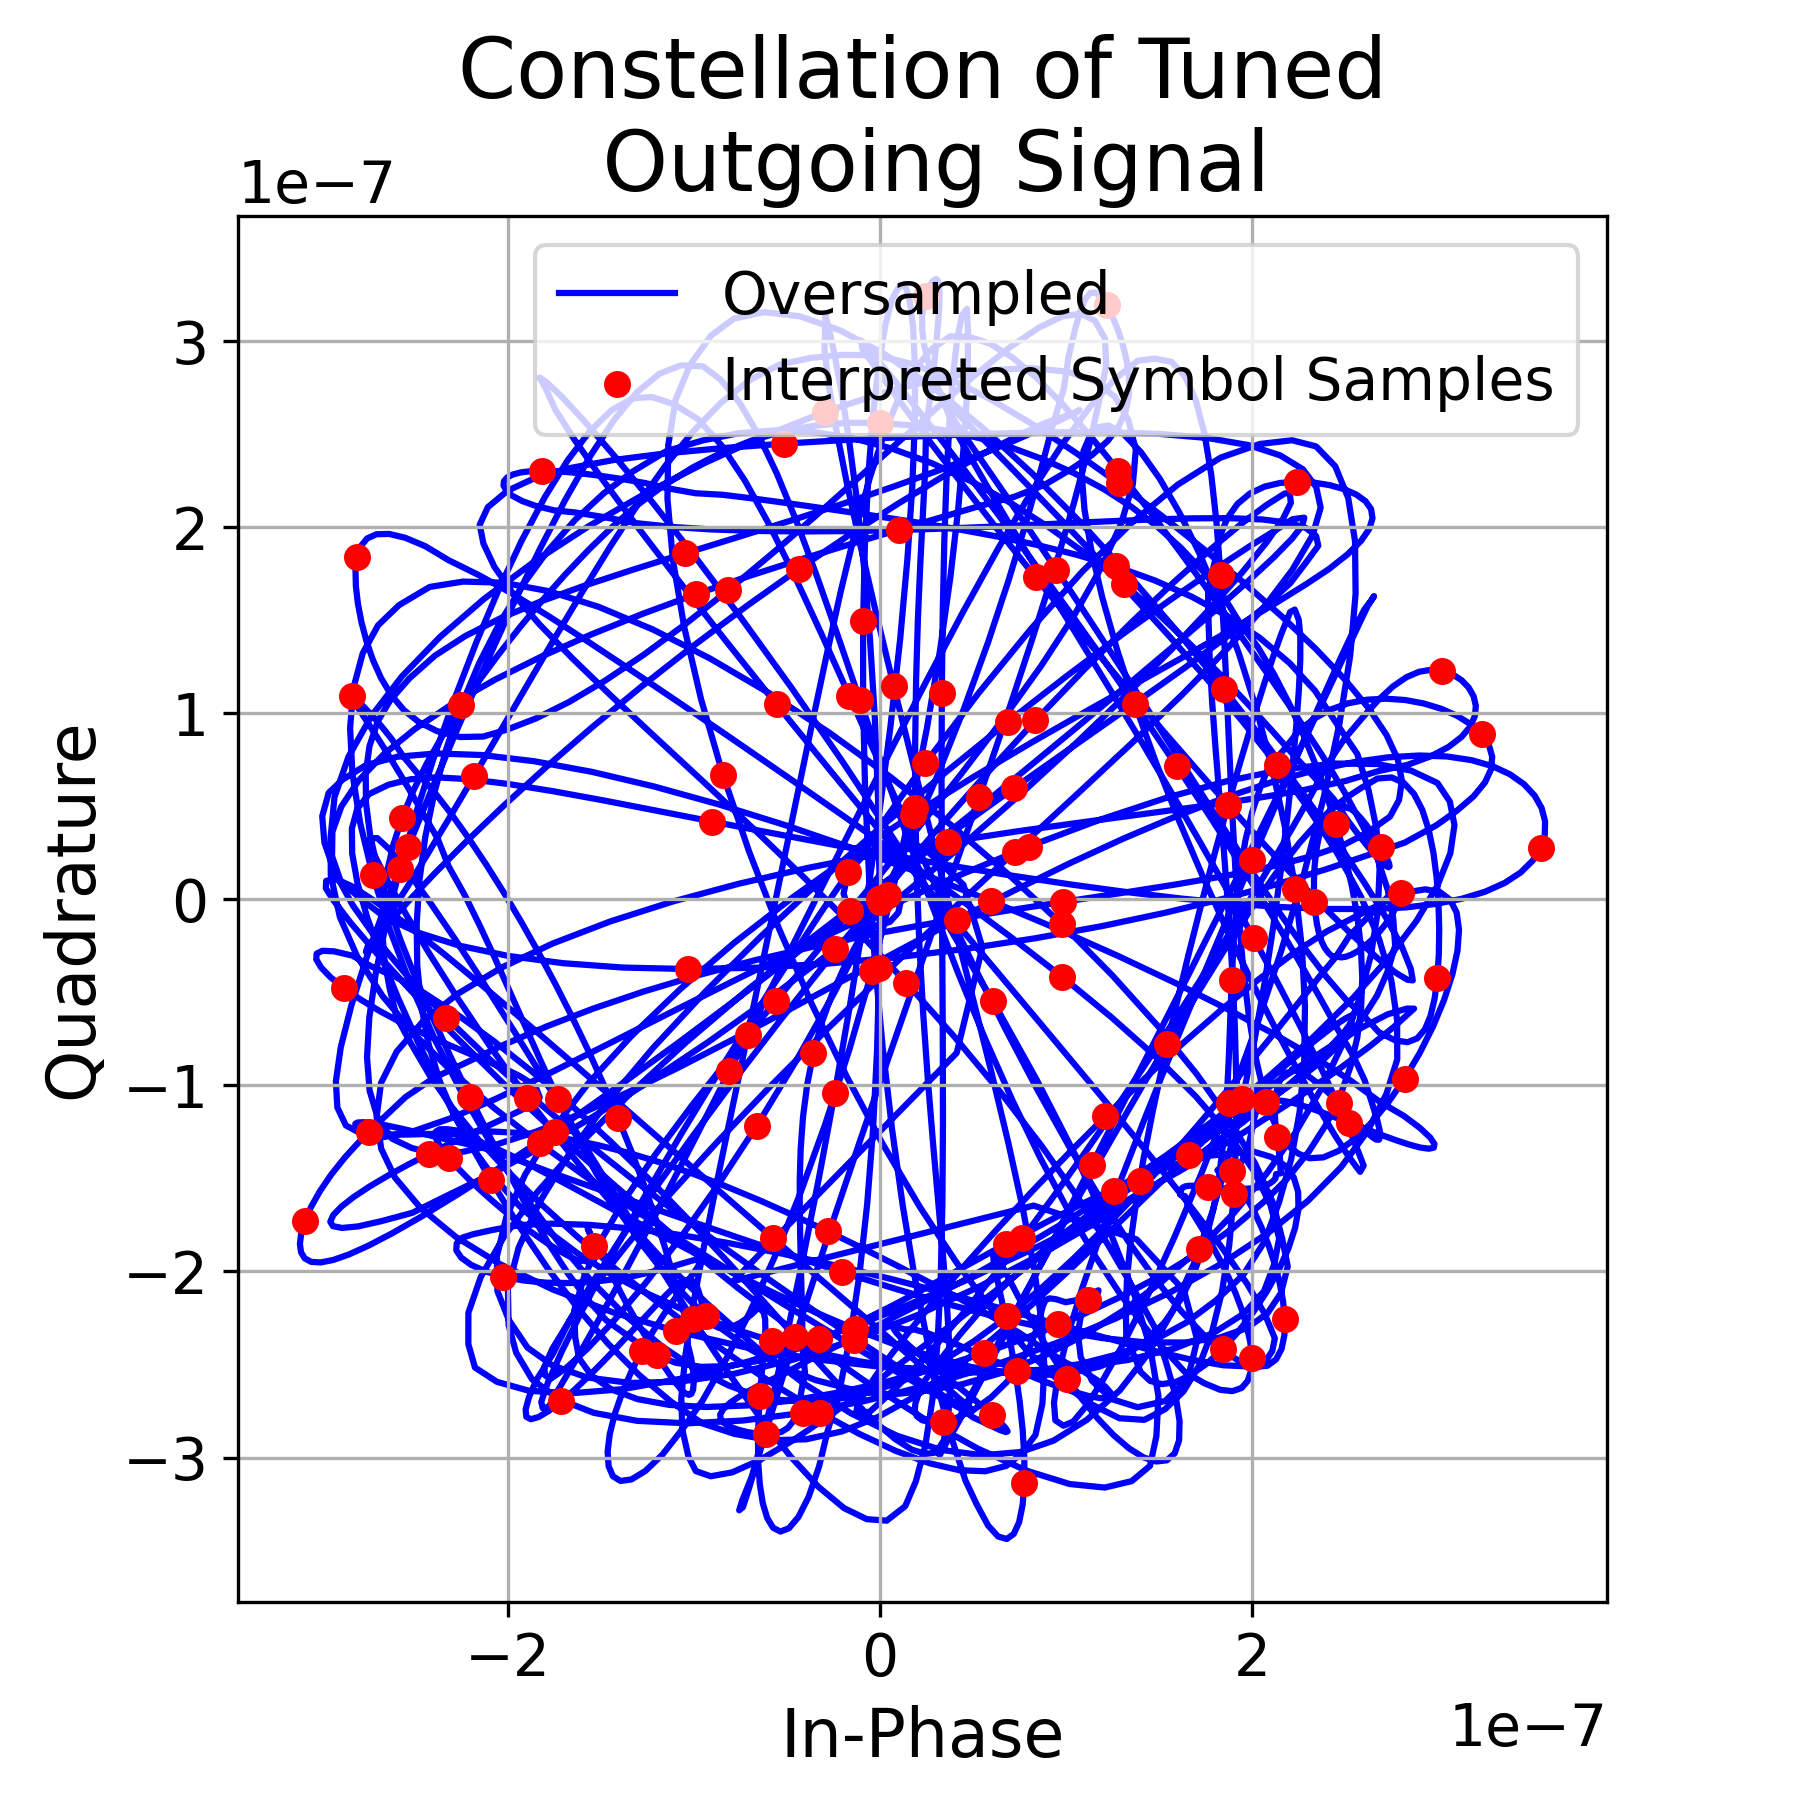 Constellation of Tuned
Outgoing Signal
1e−7
Oversampled
Interpreted Symbol Samples
3
2
1
0
−1
−2
−3
Quadrature
−2 0 2
1e−7
In-Phase